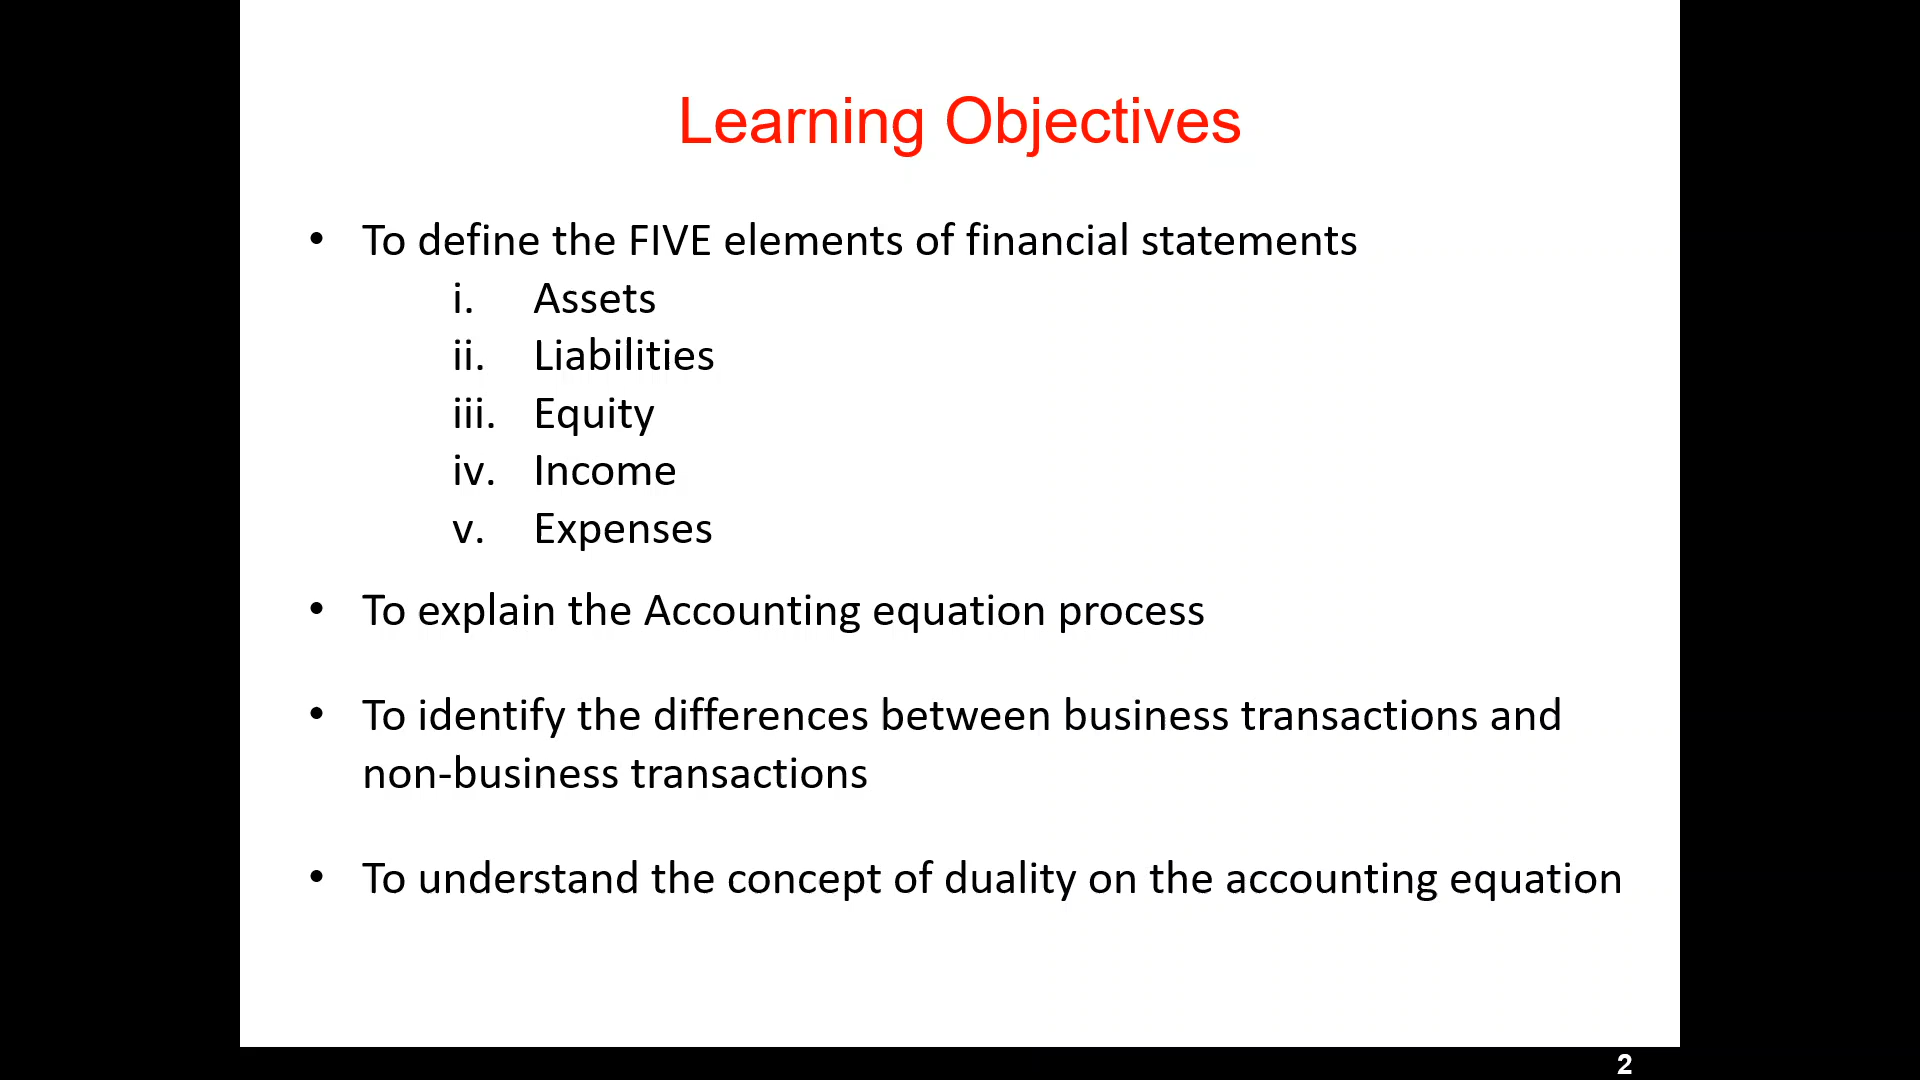 Learning Objectives
• To define the FIVE elements of financial statements
i. Assets
ii. Liabilities
iii. Equity
iv. Income
v. Expenses
• To explain the Accounting equation process
• To identify the differences between business transactions and
non-business transactions
• To understand the concept of duality on the accounting equation
2